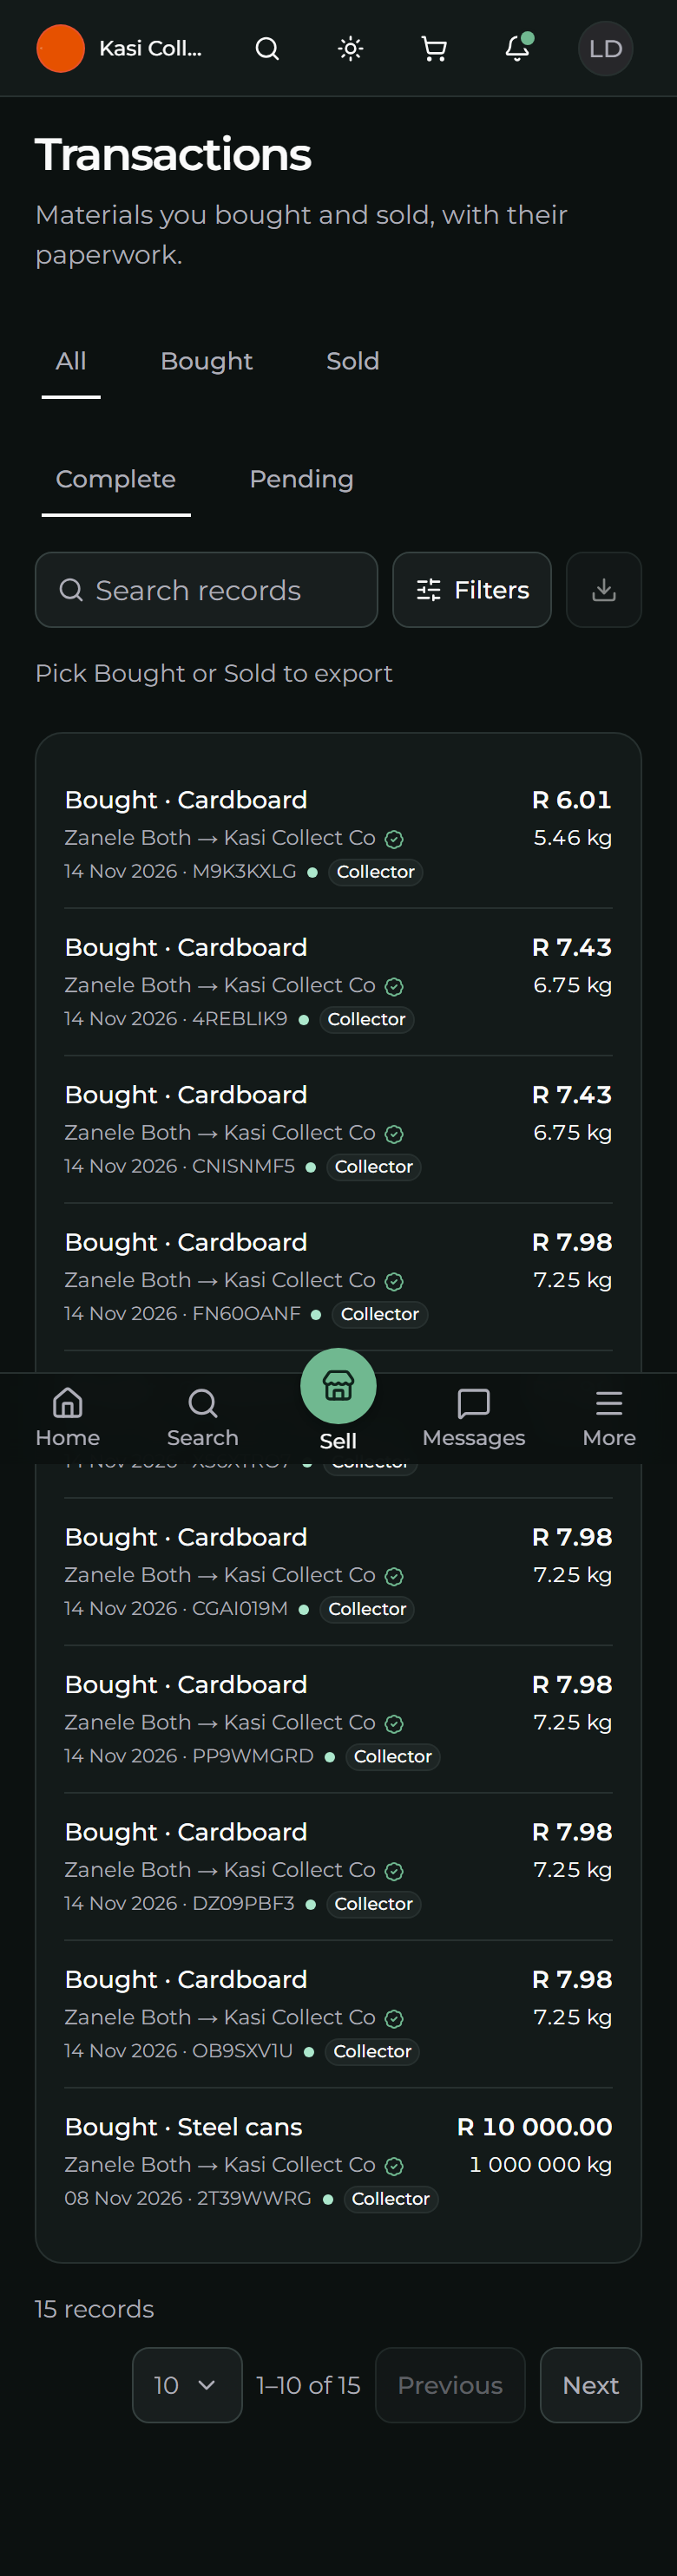 Kasi Coll...
LD
Transactions
Materials you bought and sold, with their
paperwork.
All Bought Sold
Complete Pending
Search records Filters
Pick Bought or Sold to export
Bought · Cardboard R 6.01
Zanele Both → Kasi Collect Co 5.46 kg
14 Nov 2026 · M9K3KXLG Collector
Bought · Cardboard R 7.43
Zanele Both → Kasi Collect Co 6.75 kg
14 Nov 2026 · 4REBLIK9 Collector
Bought · Cardboard R 7.43
Zanele Both → Kasi Collect Co 6.75 kg
14 Nov 2026 · CNISNMF5 Collector
Bought · Cardboard R 7.98
Zanele Both → Kasi Collect Co 7.25 kg
14 Nov 2026 · FN60OANF Collector
Home Search Sell Messages More
Bought · Cardboard R 7.98
Zanele Both → Kasi Collect Co 7.25 kg
14 Nov 2026 · CGAI019M Collector
Bought · Cardboard R 7.98
Zanele Both → Kasi Collect Co 7.25 kg
14 Nov 2026 · PP9WMGRD Collector
Bought · Cardboard R 7.98
Zanele Both → Kasi Collect Co 7.25 kg
14 Nov 2026 · DZ09PBF3 Collector
Bought · Cardboard R 7.98
Zanele Both → Kasi Collect Co 7.25 kg
14 Nov 2026 · OB9SXV1U Collector
Bought · Steel cans R 10 000.00
Zanele Both → Kasi Collect Co 1 000 000 kg
08 Nov 2026 · 2T39WWRG Collector
15 records
10 1–10 of 15 Previous Next